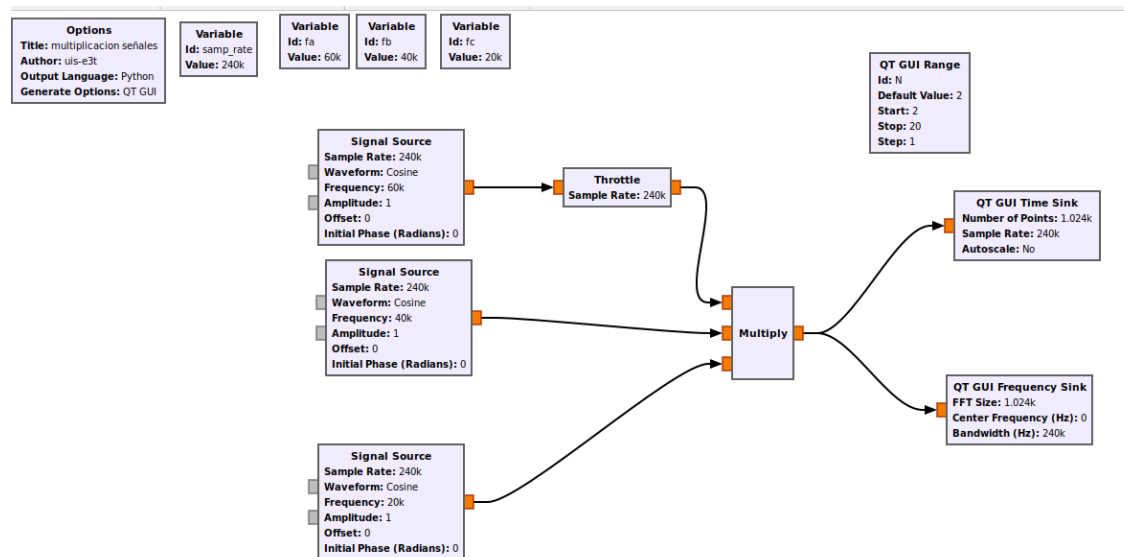 Options
Title: multiplicacion señales
Author: uis-e3t
Output Language: Python
Generate Options: QT GUI
Variable
Id: samp_rate
Value: 240k
Variable
Id: fa
Value: 60k
Variable
Id: fb
Value: 40k
Variable
Id: fc
Value: 20k
QT GUI Range
Id: N
Default Value: 2
Start: 2
Stop: 20
Step: 1
Signal Source
Sample Rate: 240k
Waveform: Cosine
Frequency: 60k
Amplitude: 1
Offset: 0
Initial Phase (Radians): 0
Throttle
Sample Rate: 240k
QT GUI Time Sink
Number of Points: 1.024k
Sample Rate: 240k
Autoscale: No
Signal Source
Sample Rate: 240k
Waveform: Cosine
Frequency: 40k
Amplitude: 1
Offset: 0
Initial Phase (Radians): 0
Multiply
QT GUI Frequency Sink
FFT Size: 1.024k
Center Frequency (Hz): 0
Bandwidth (Hz): 240k
Signal Source
Sample Rate: 240k
Waveform: Cosine
Frequency: 20k
Amplitude: 1
Offset: 0
Initial Phase (Radians): 0